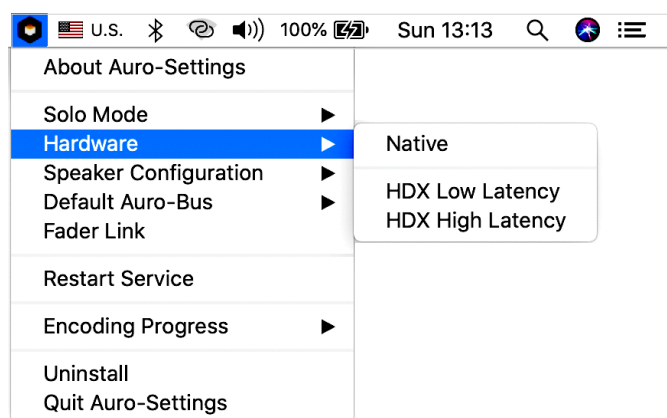 U.S. 100% Sun 13:13
About Auro-Settings
Solo Mode
Hardware
Speaker Configuration
Default Auro-Bus
Fader Link
Restart Service
Encoding Progress
Uninstall
Quit Auro-Settings
Native
HDX Low Latency
HDX High Latency